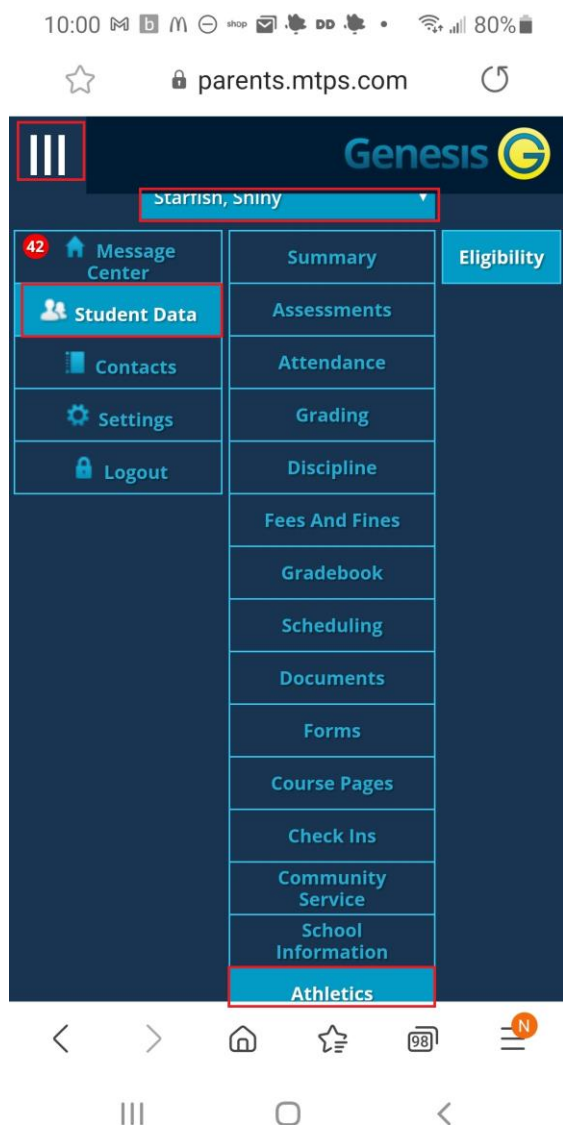 10:00 shop DD 80%
parents.mtps.com
Genesis G
Starfish, Shiny
42 Message Center
Student Data
Contacts
Settings
Logout
Summary
Assessments
Attendance
Grading
Discipline
Fees And Fines
Gradebook
Scheduling
Documents
Forms
Course Pages
Check Ins
Community
Service
School
Information
Athletics
Eligibility
98 N